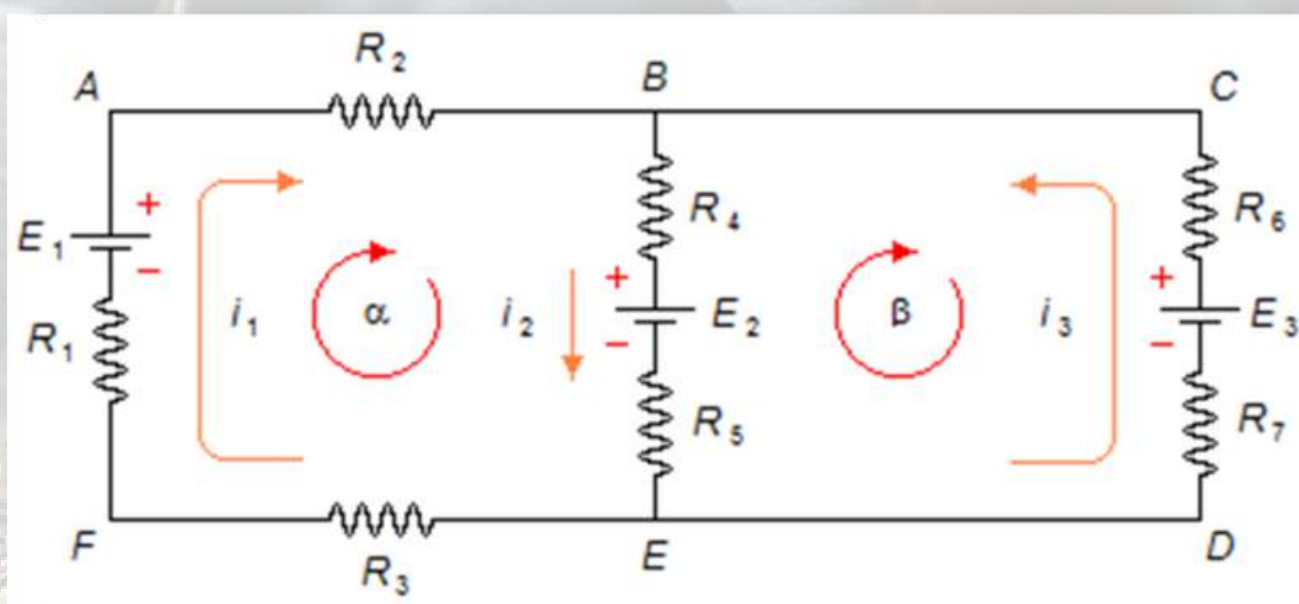 R₂
A B C
R₄ R₆
+
E₁
−
α
i₁ i₂
+
−
E₂
β
i₃
+
−
E₃
R₁
R₅ R₇
F E D
R₃